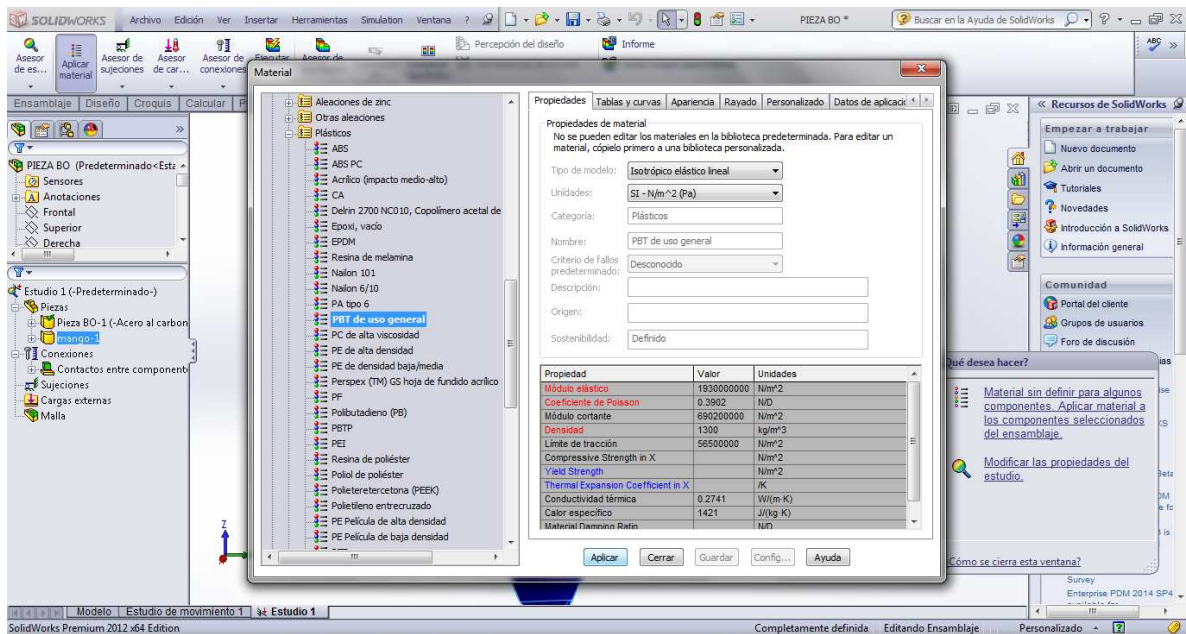 SOLIDWORKS Archivo Edición Ver Insertar Herramientas Simulation Ventana ? PIEZA BO * Buscar en la Ayuda de SolidWorks
Asesor de es...
Aplicar material
Asesor de sujeciones
Asesor de car...
Asesor de conexiones
Ejecutar
Asesor de
Percepción del diseño
Informe
Ensamblaje Diseño Croquis Calcular
PIEZA BO (Predeterminado<Esta
Sensores
Anotaciones
Frontal
Superior
Derecha
Estudio 1 (-Predeterminado-)
Piezas
Pieza BO-1 (-Acero al carbon
mango-1
Conexiones
Contactos entre component
Sujeciones
Cargas externas
Malla
Z
Material
Aleaciones de zinc
Otras aleaciones
Plásticos
ABS
ABS PC
Acrílico (impacto medio-alto)
CA
Delrin 2700 NC010, Copolímero acetal de
Epoxi, vacío
EPDM
Resina de melamina
Nailon 101
Nailon 6/10
PA tipo 6
PBT de uso general
PC de alta viscosidad
PE de alta densidad
PE de densidad baja/media
Perspex (TM) GS hoja de fundido acrílico
PF
Polibutadieno (PB)
PBTP
PEI
Resina de poliéster
Poliol de poliéster
Polieteretercetona (PEEK)
Polietileno entrecruzado
PE Película de alta densidad
PE Película de baja densidad
Propiedades Tablas y curvas Apariencia Rayado Personalizado Datos de aplicació
Propiedades de material
No se pueden editar los materiales en la biblioteca predeterminada. Para editar un
material, cópielo primero a una biblioteca personalizada.
Tipo de modelo: Isotrópico elástico lineal
Unidades: SI - N/m^2 (Pa)
Categoría: Plásticos
Nombre: PBT de uso general
Criterio de fallos predeterminado: Desconocido
Descripción:
Origen:
Sostenibilidad: Definido
Propiedad Valor Unidades
Módulo elástico 1930000000 N/m^2
Coeficiente de Poisson 0.3902 N/D
Módulo cortante 690200000 N/m^2
Densidad 1300 kg/m^3
Límite de tracción 56500000 N/m^2
Compressive Strength in X N/m^2
Yield Strength N/m^2
Thermal Expansion Coefficient in X /K
Conductividad térmica 0.2741 W/(m·K)
Calor específico 1421 J/(kg·K)
Material Damping Ratio N/D
Aplicar Cerrar Guardar Config... Ayuda
Recursos de SolidWorks
Empezar a trabajar
Nuevo documento
Abrir un documento
Tutoriales
Novedades
Introducción a SolidWorks
Información general
Comunidad
Portal del cliente
Grupos de usuarios
Foro de discusión
Qué desea hacer?
Material sin definir para algunos
componentes. Aplicar material a
los componentes seleccionados
del ensamblaje.
Modificar las propiedades del
estudio.
Cómo se cierra esta ventana?
Survey
Enterprise PDM 2014 SP4
Modelo Estudio de movimiento 1 Estudio 1
SolidWorks Premium 2012 x64 Edition Completamente definida Editando Ensamblaje Personalizado